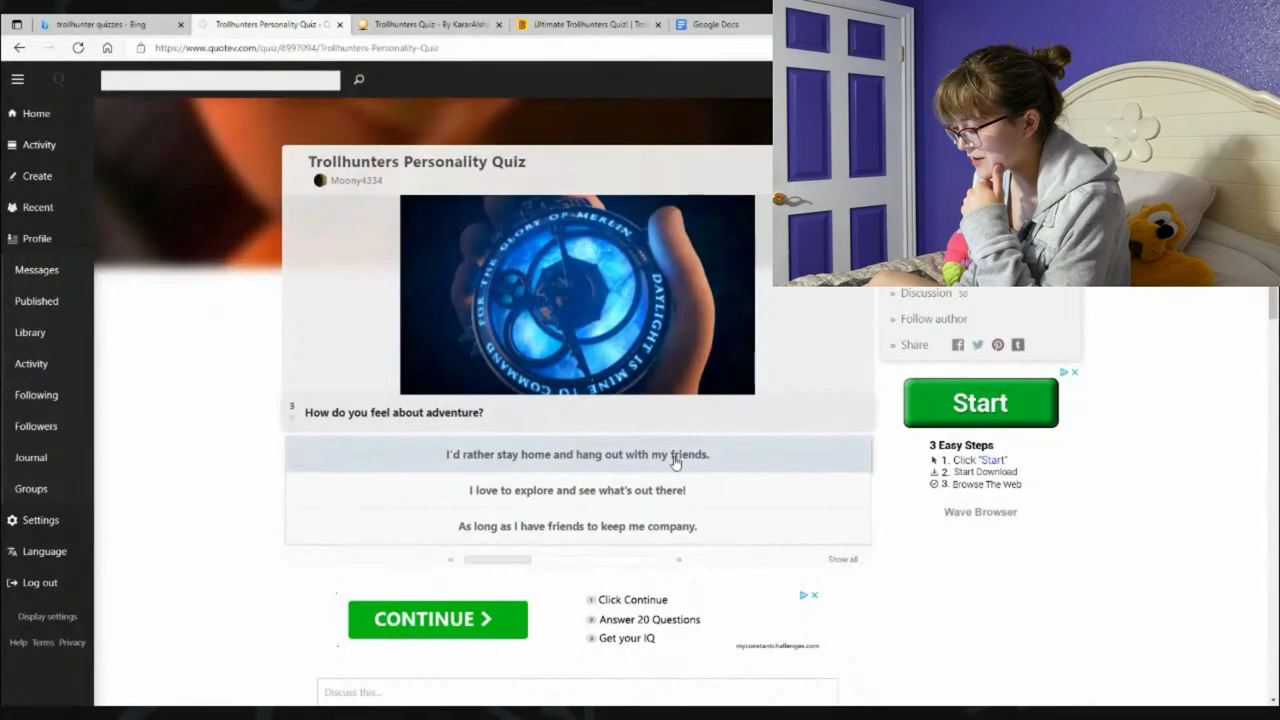 trollhunter quizzes - Bing
Trollhunters Personality Quiz - Q
Trollhunters Quiz - By KararAlsha
Ultimate Trollhunters Quiz! | Tr
Google Docs
https://www.quotev.com/quiz/8997094/Trollhunters-Personality-Quiz
Home
Activity
Create
Recent
Profile
Messages
Published
Library
Activity
Following
Followers
Journal
Groups
Settings
Language
Log out
Display settings
Help Terms Privacy
Trollhunters Personality Quiz
Moony4334
FOR THE GLORY OF MERLIN
DAYLIGHT IS MINE TO COMMAND
3
How do you feel about adventure?
I'd rather stay home and hang out with my friends.
I love to explore and see what's out there!
As long as I have friends to keep me company.
« »
Show all
CONTINUE >
1 Click Continue
2 Answer 20 Questions
3 Get your IQ
myconstantchallenges.com
Discuss this...
» Discussion 50
» Follow author
» Share
Start
3 Easy Steps
1. Click "Start"
2. Start Download
3. Browse The Web
Wave Browser